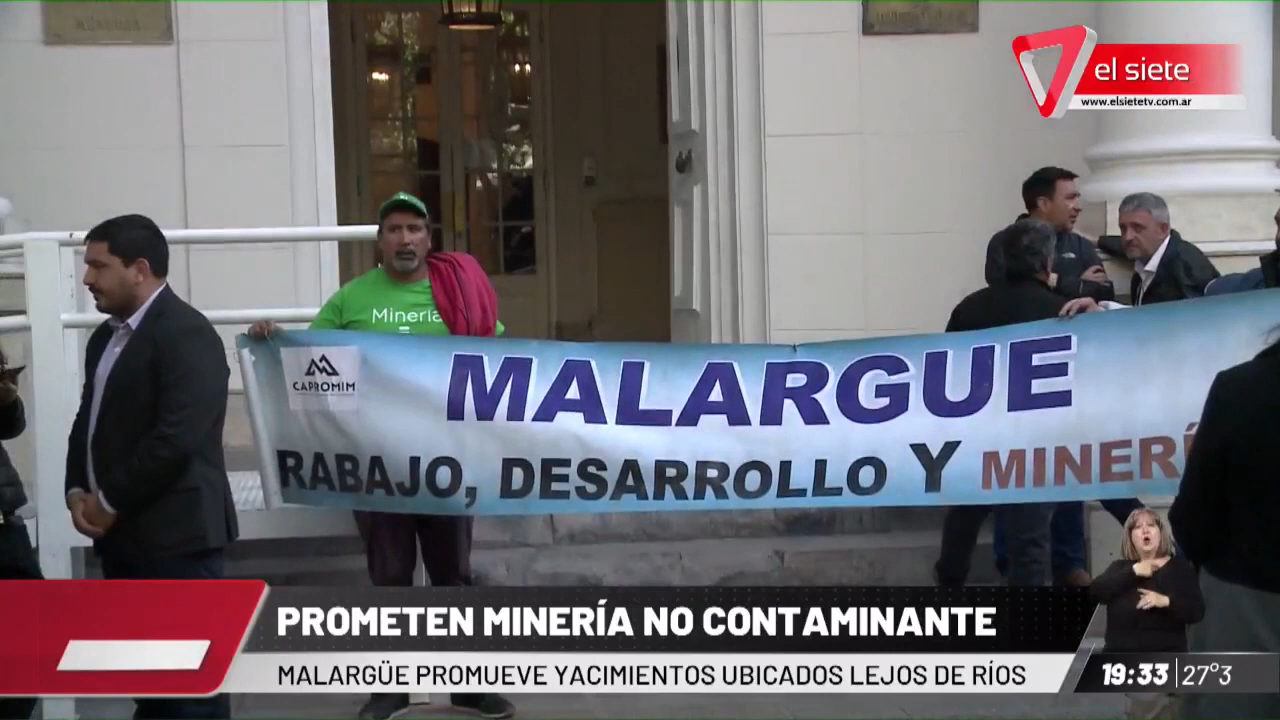 el siete
www.elsietetv.com.ar
Minería
CAPROMIM
MALARGUE
RABAJO, DESARROLLO Y MINERÍ
PROMETEN MINERÍA NO CONTAMINANTE
MALARGÜE PROMUEVE YACIMIENTOS UBICADOS LEJOS DE RÍOS
19:33 27°3